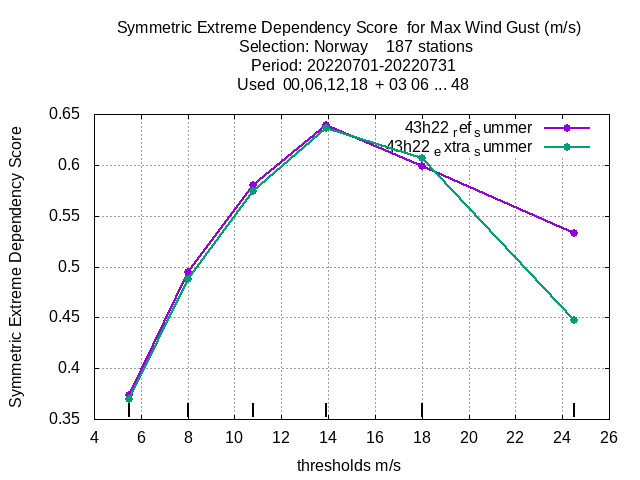 Symmetric Extreme Dependency Score for Max Wind Gust (m/s)
Selection: Norway 187 stations
Period: 20220701-20220731
Used 00,06,12,18 + 03 06 ... 48
Symmetric Extreme Dependency Score
0.65
0.6
0.55
0.5
0.45
0.4
0.35
43h22 ref summer
43h22 extra summer
4 6 8 10 12 14 16 18 20 22 24 26
thresholds m/s